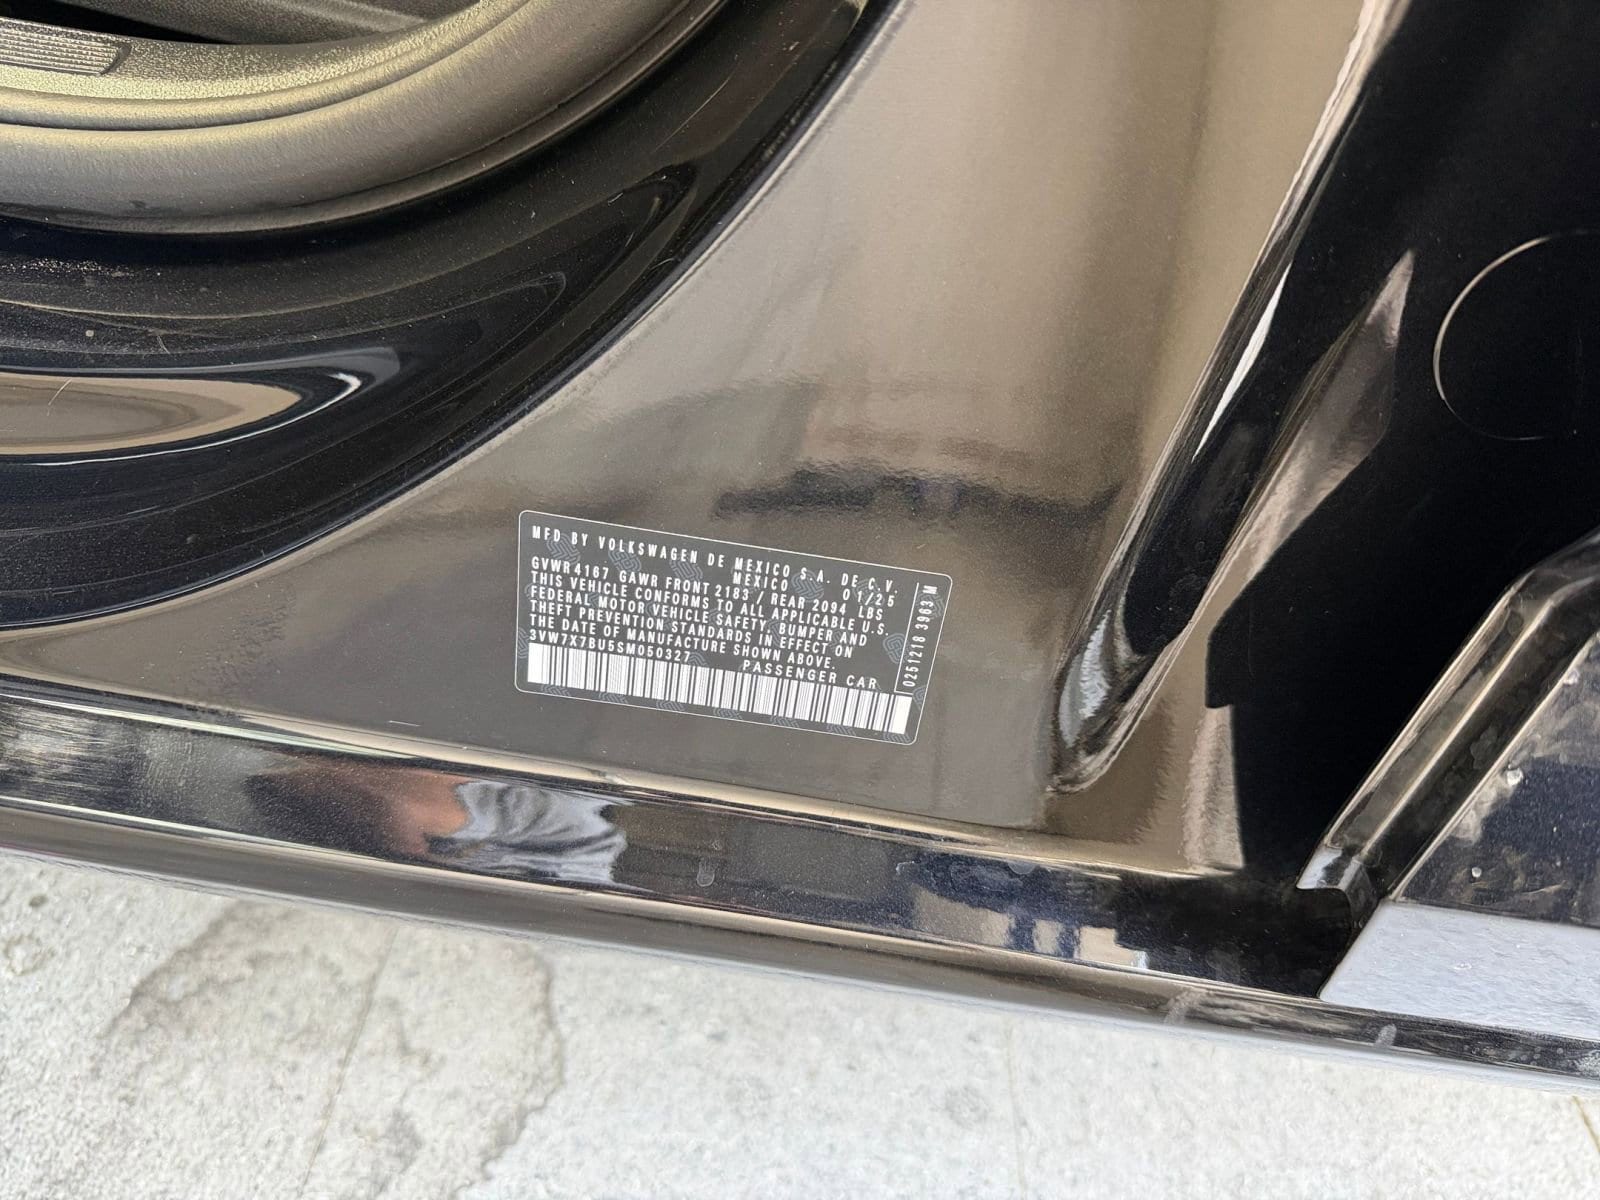 MFD BY VOLKSWAGEN DE MEXICO S.A. DE C.V.
MEXICO 01/25
GVWR 4167 GAWR FRONT 2183 / REAR 2094 LBS
THIS VEHICLE CONFORMS TO ALL APPLICABLE U.S.
FEDERAL MOTOR VEHICLE SAFETY, BUMPER AND
THEFT PREVENTION STANDARDS IN EFFECT ON
THE DATE OF MANUFACTURE SHOWN ABOVE.
3VW7X7BU5SM050327 PASSENGER CAR
0251218 3963 M